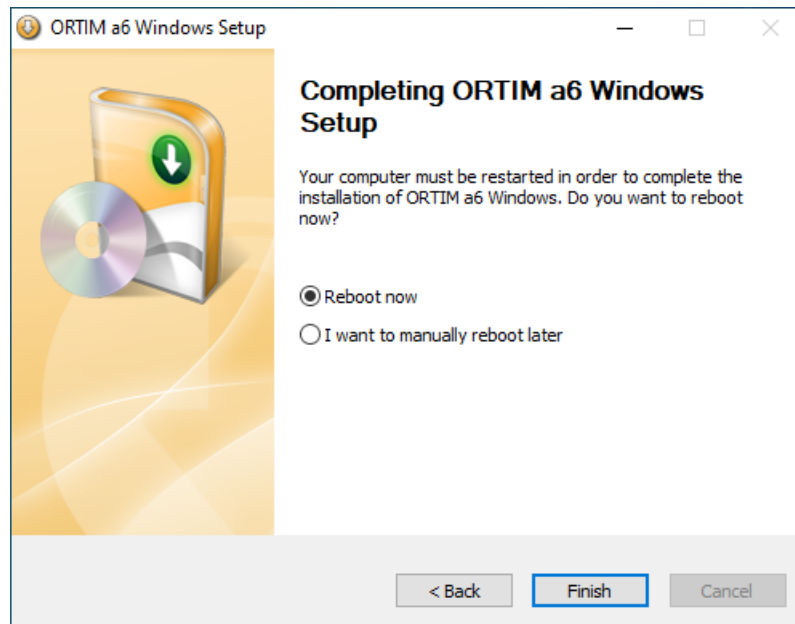 ORTIM a6 Windows Setup
Completing ORTIM a6 Windows
Setup
Your computer must be restarted in order to complete the
installation of ORTIM a6 Windows. Do you want to reboot
now?
Reboot now
I want to manually reboot later
< Back
Finish
Cancel